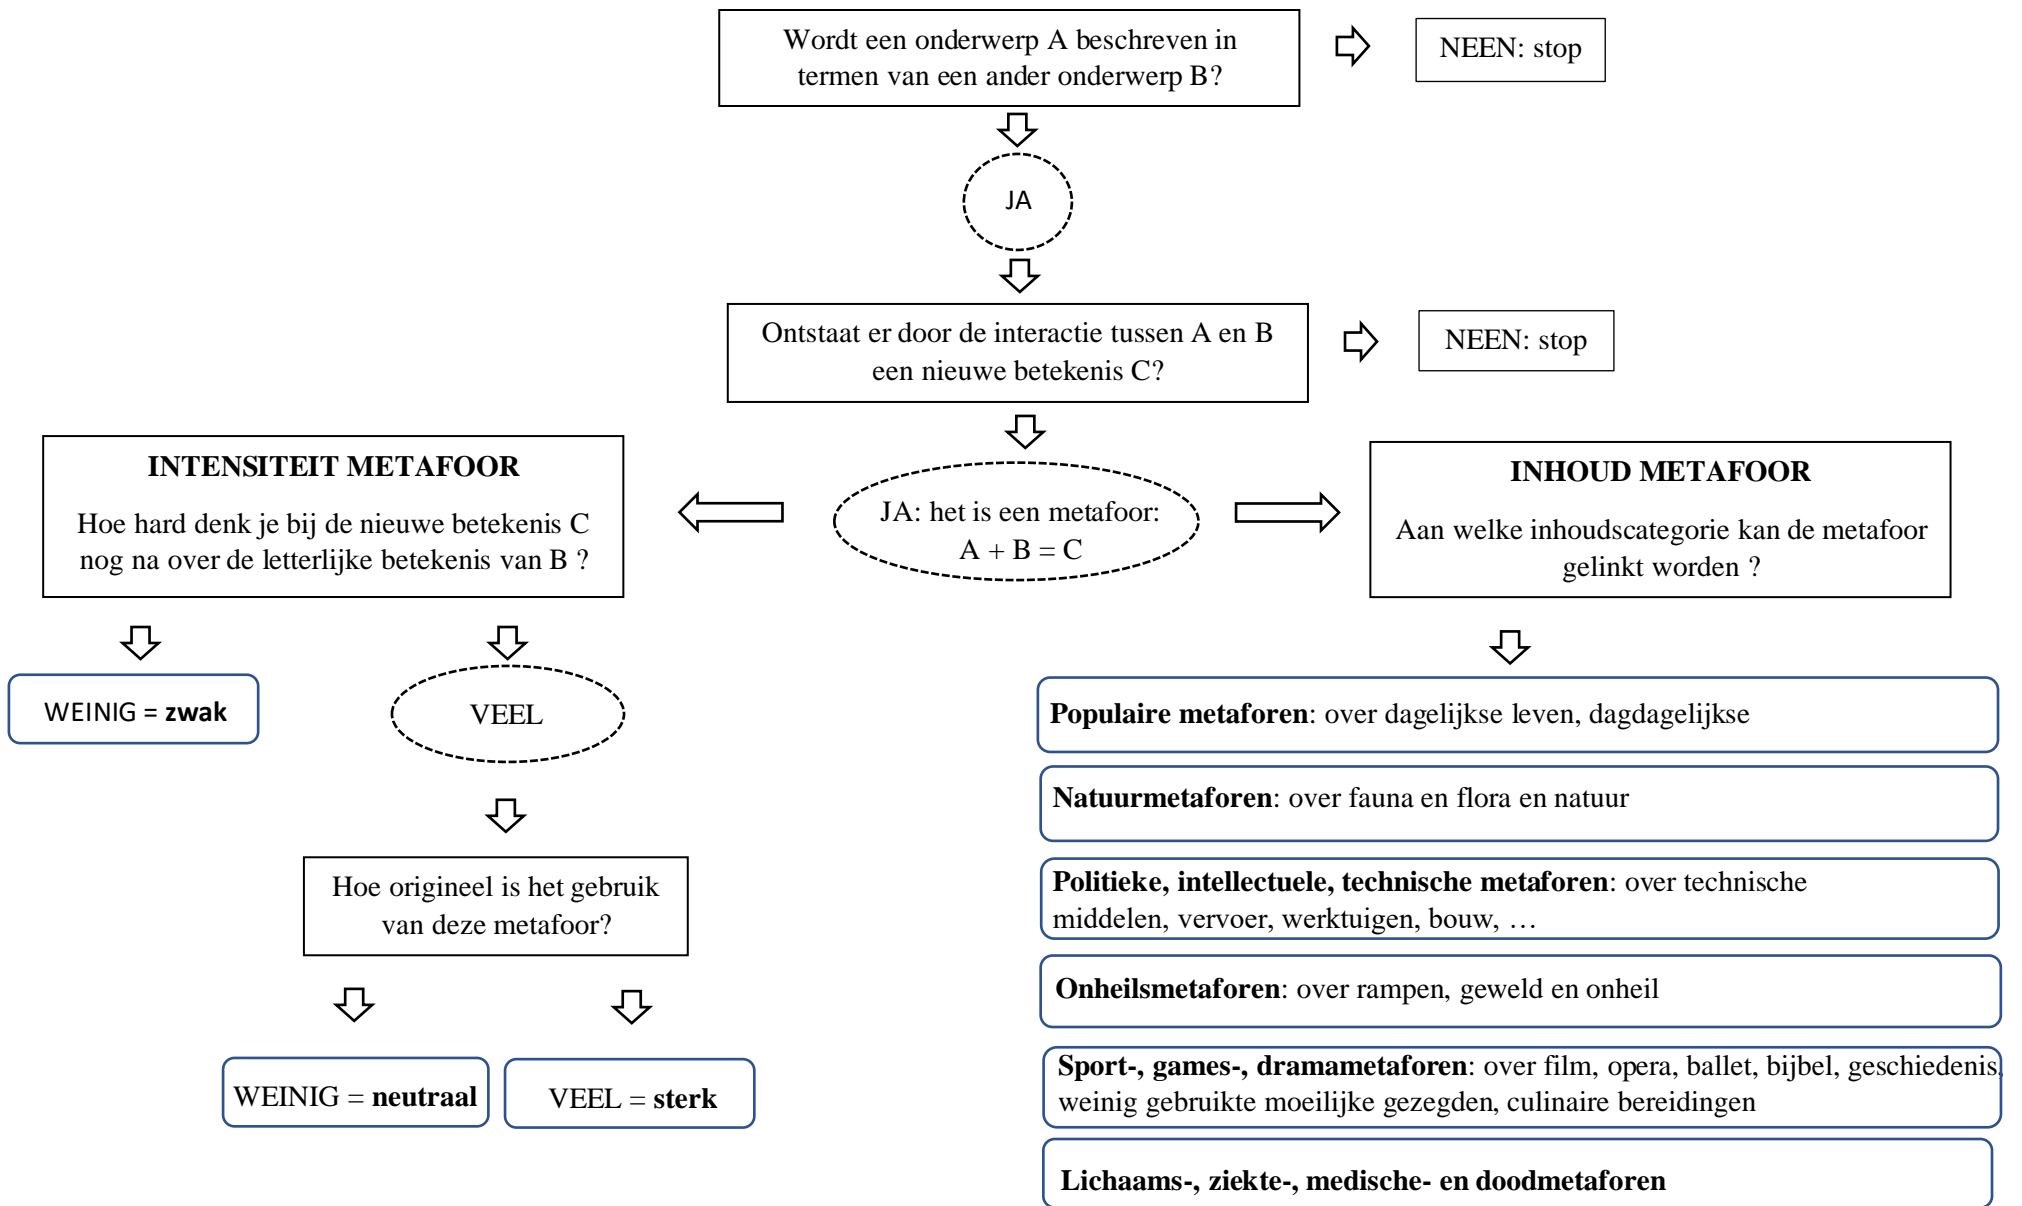 Wordt een onderwerp A beschreven in
termen van een ander onderwerp B?
NEEN: stop
JA
Ontstaat er door de interactie tussen A en B
een nieuwe betekenis C?
NEEN: stop
JA: het is een metafoor:
A + B = C
INTENSITEIT METAFOOR
Hoe hard denk je bij de nieuwe betekenis C
nog na over de letterlijke betekenis van B ?
WEINIG = zwak
VEEL
Hoe origineel is het gebruik
van deze metafoor?
WEINIG = neutraal
VEEL = sterk
INHOUD METAFOOR
Aan welke inhoudscategorie kan de metafoor
gelinkt worden ?
Populaire metaforen: over dagelijkse leven, dagdagelijkse
Natuurmetaforen: over fauna en flora en natuur
Politieke, intellectuele, technische metaforen: over technische
middelen, vervoer, werktuigen, bouw, …
Onheilsmetaforen: over rampen, geweld en onheil
Sport-, games-, dramametaforen: over film, opera, ballet, bijbel, geschiedenis,
weinig gebruikte moeilijke gezegden, culinaire bereidingen
Lichaams-, ziekte-, medische- en doodmetaforen